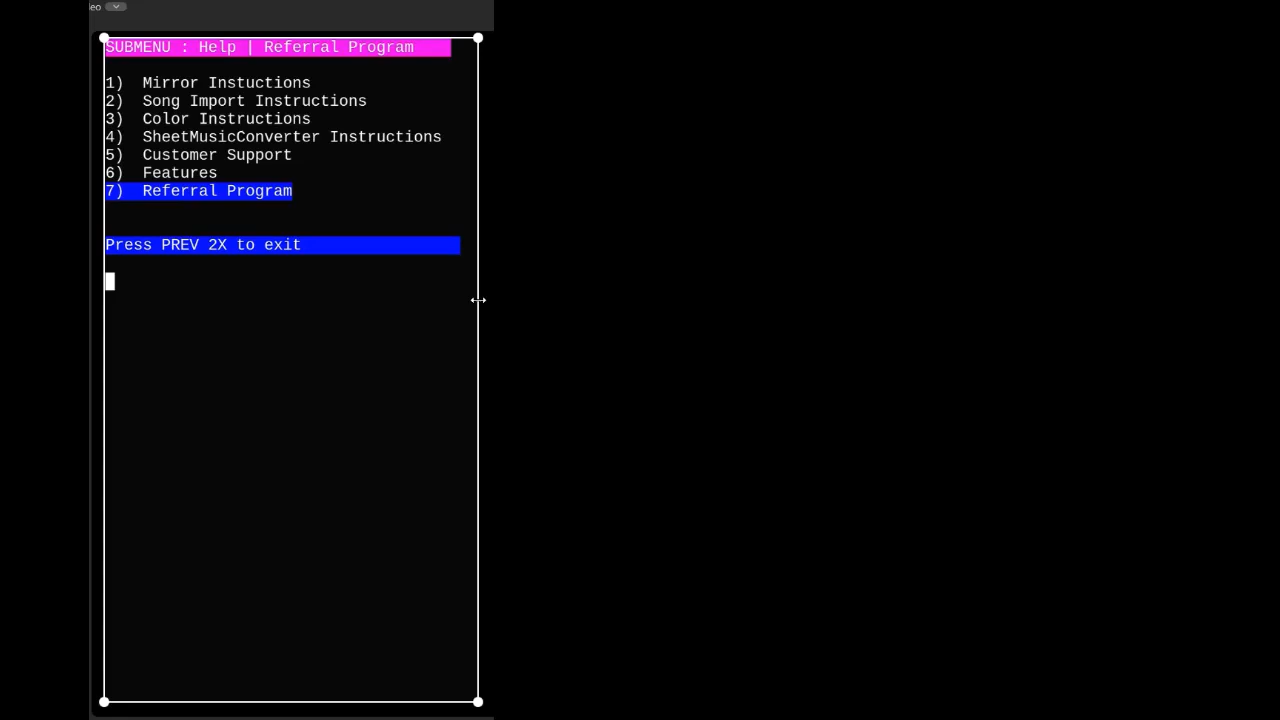 eo
SUBMENU : Help | Referral Program
1) Mirror Instuctions
2) Song Import Instructions
3) Color Instructions
4) SheetMusicConverter Instructions
5) Customer Support
6) Features
7) Referral Program
Press PREV 2X to exit